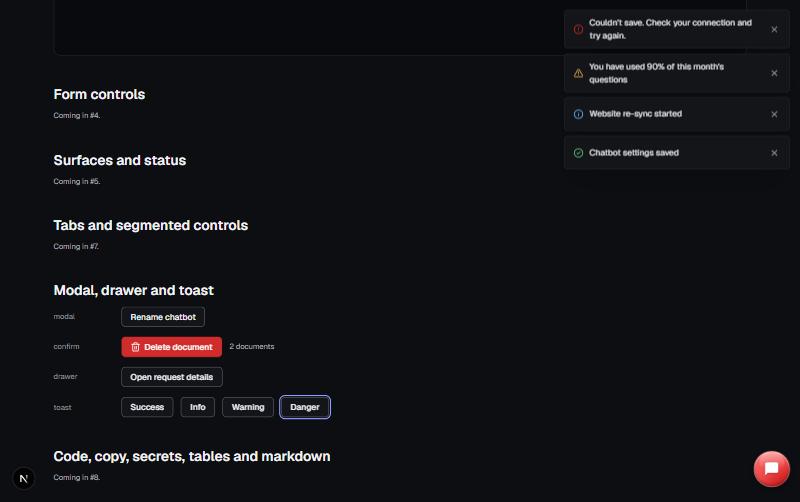 Couldn't save. Check your connection and
try again.
You have used 90% of this month's
questions
Website re-sync started
Chatbot settings saved
Form controls
Coming in #4.
Surfaces and status
Coming in #5.
Tabs and segmented controls
Coming in #7.
Modal, drawer and toast
modal Rename chatbot
confirm Delete document 2 documents
drawer Open request details
toast Success Info Warning Danger
Code, copy, secrets, tables and markdown
Coming in #8.
N